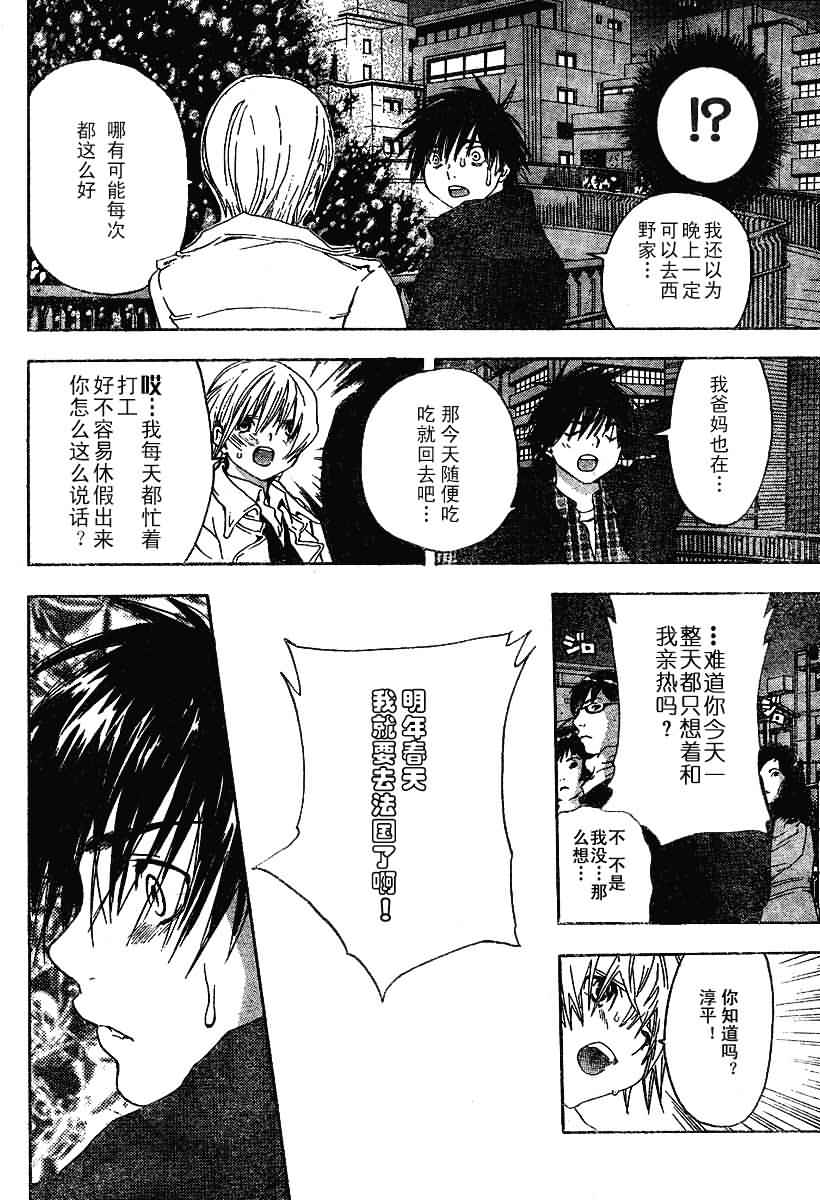 !?
我还以为
晚上一定
可以去西
野家…
哪有可能每次
都这么好
我爸妈也在…
那今天随便吃
吃就回去吧…
哎…我每天都忙着
打工
好不容易休假出来
你怎么这么说话？
…难道你今天一
整天都只想着和
我亲热吗？
ジロ
不 不是
我没…那
么想…
你知道吗？
淳平！
明年春天
我就要去法国了啊！